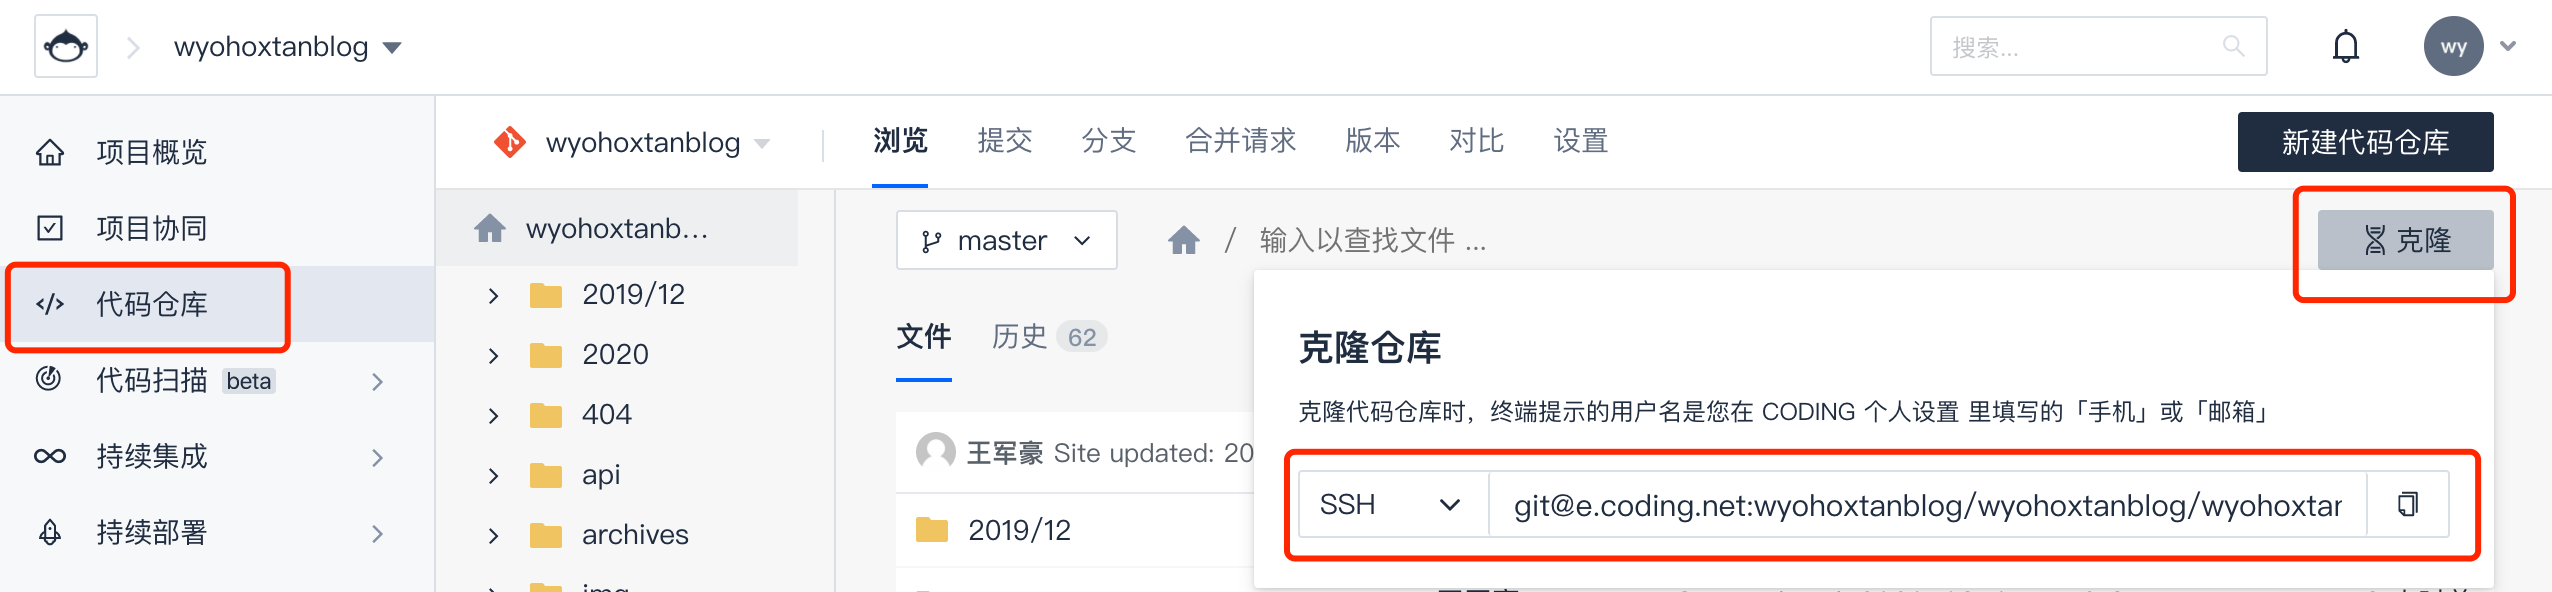 wyohoxtanblog
搜索...
wy
项目概览
项目协同
代码仓库
代码扫描 beta
持续集成
持续部署
wyohoxtanblog
浏览 提交 分支 合并请求 版本 对比 设置
新建代码仓库
wyohoxtanb...
2019/12
2020
404
api
archives
master
/ 输入以查找文件 ...
克隆
文件 历史 62
王军豪 Site updated: 20
2019/12
克隆仓库
克隆代码仓库时，终端提示的用户名是您在 CODING 个人设置 里填写的「手机」或「邮箱」
SSH git@e.coding.net:wyohoxtanblog/wyohoxtanblog/wyohoxtar